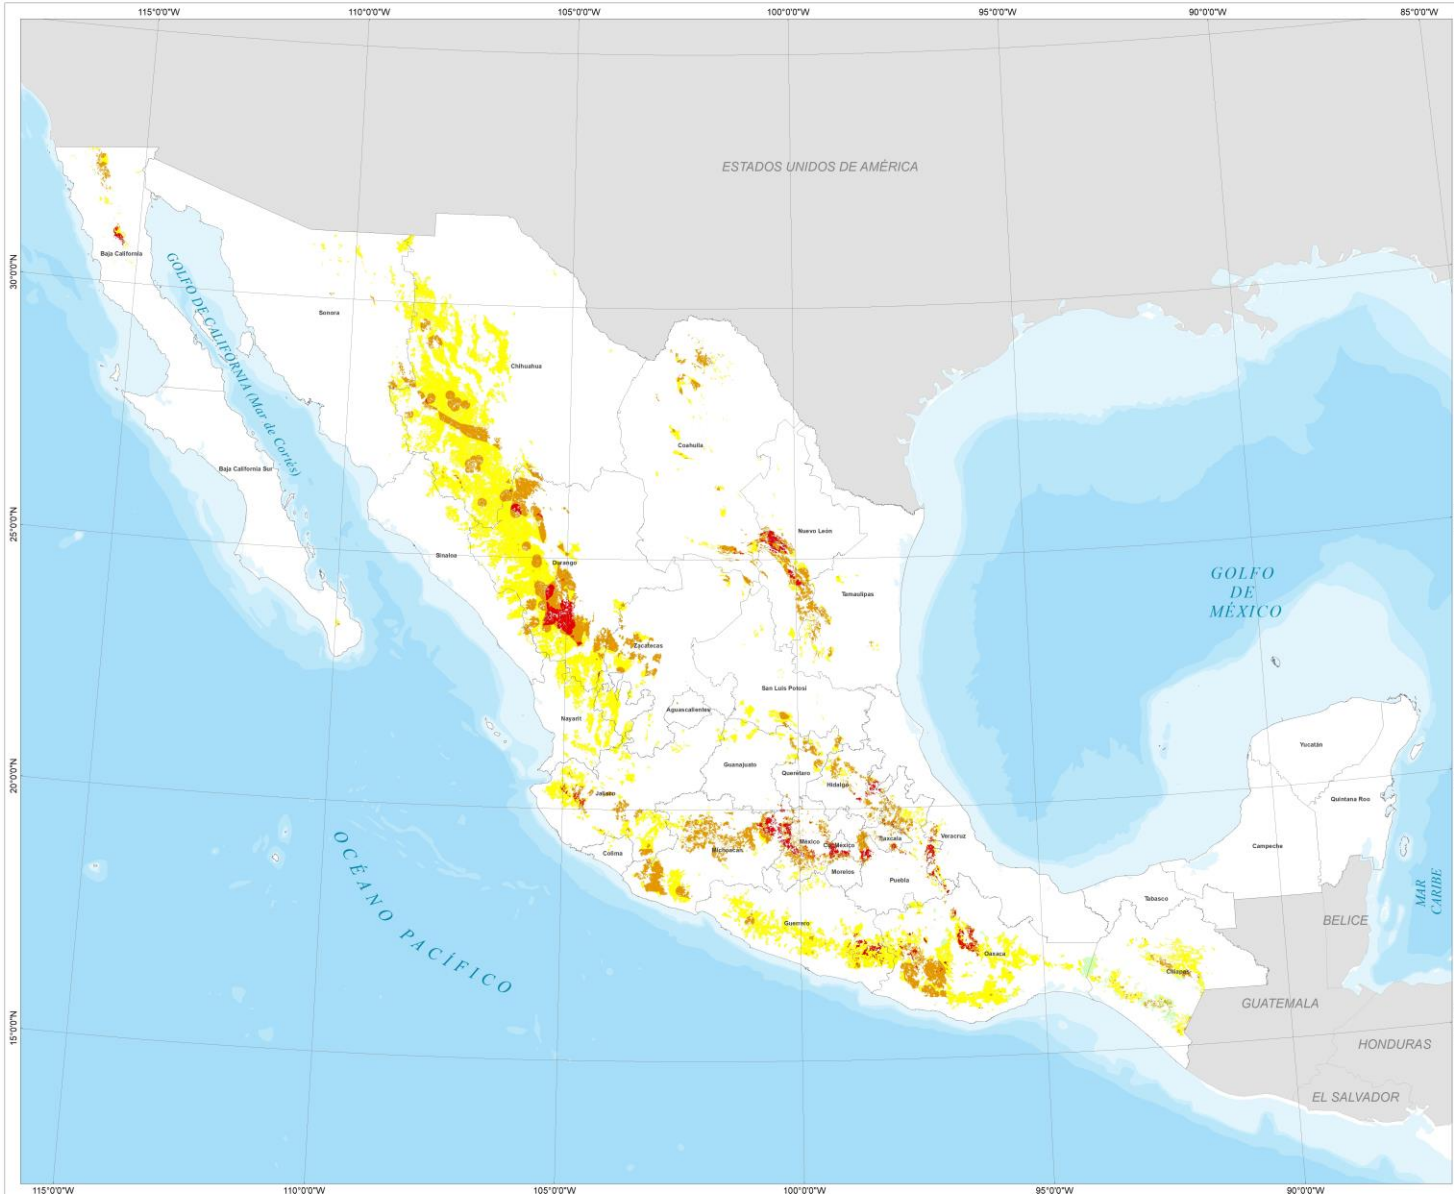 115°0'0"W
110°0'0"W
105°0'0"W
100°0'0"W
95°0'0"W
90°0'0"W
85°0'0"W
ESTADOS UNIDOS DE AMÉRICA
30°0'0"N
Baja California
GOLFO DE CALIFORNIA (Mar de Cortés)
Sonora
Chihuahua
Coahuila
Baja California Sur
25°0'0"N
Sinaloa
Durango
Nuevo León
Tamaulipas
GOLFO
DE
MÉXICO
Zacatecas
San Luis Potosí
Aguascalientes
Nayarit
Yucatán
20°0'0"N
Guanajuato
Querétaro
Hidalgo
Jalisco
Quintana Roo
Colima
Michoacán
México
Cd. México
Tlaxcala
Veracruz
Campeche
Morelos
Puebla
Tabasco
MAR
CARIBE
OCÉANO PACÍFICO
Guerrero
Oaxaca
Chiapas
BELICE
GUATEMALA
15°0'0"N
HONDURAS
EL SALVADOR
115°0'0"W
110°0'0"W
105°0'0"W
100°0'0"W
95°0'0"W
90°0'0"W